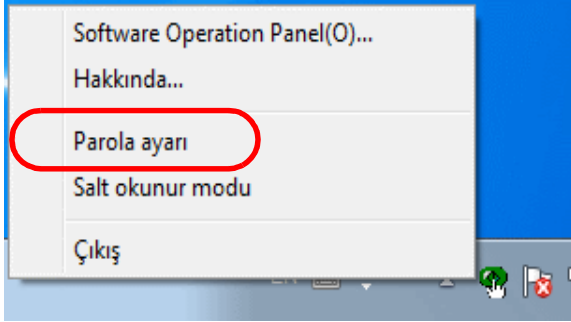 Software Operation Panel(O)...
Hakkında...
Parola ayarı
Salt okunur modu
Çıkış